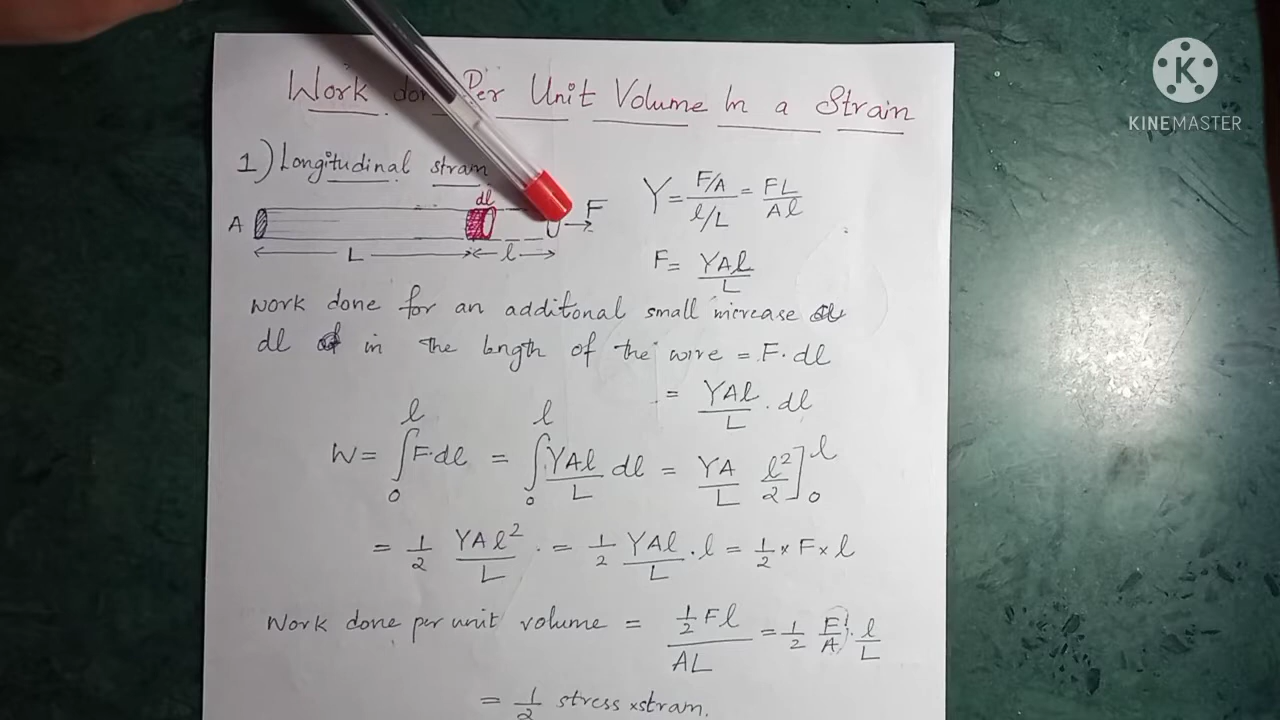 Work don Per Unit Volume In a Strain
1) Longitudinal strain
dl
A
F
L
l
Y = F/A / l/L = FL / Al
F = YAl / L
work done for an additonal small increase
dl in the length of the wire = F. dl
= YAl / L . dl
W = ∫₀ˡ F.dl = ∫₀ˡ YAl / L dl = YA / L l²/2 ]₀ˡ
= 1/2 YAl² / L . = 1/2 YAl / L . l = 1/2 × F × l
Work done per unit volume = 1/2 Fl / AL = 1/2 F/A . l/L
= 1/2 stress × strain.
K
KINEMASTER